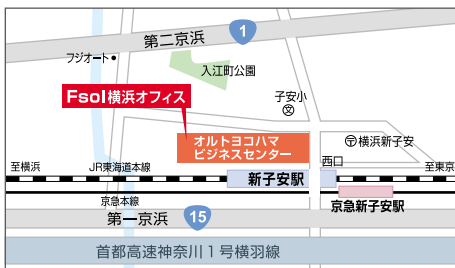 第二京浜
1
フジオート
入江町公園
Fsol横浜オフィス
子安小
文
オルトヨコハマ
ビジネスセンター
〒横浜新子安
西口
至横浜
JR東海道本線
至東京
新子安駅
京急本線
京急新子安駅
第一京浜
15
首都高速神奈川1号横羽線